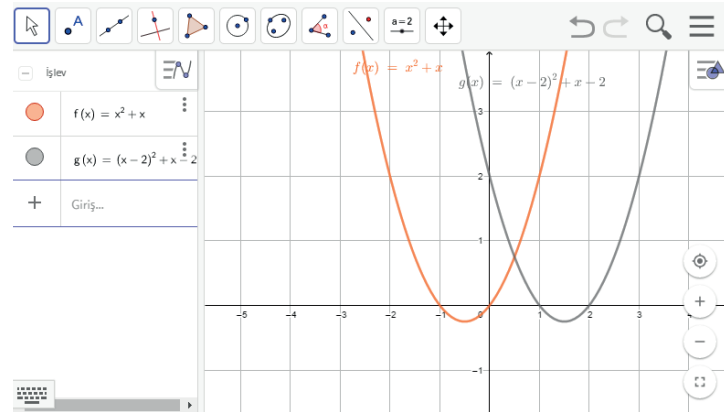 A
α
a=2
İşlev
f(x) = x² + x
g(x) = (x − 2)² + x − 2
Giriş...
f(x) = x² + x
g(x) = (x − 2)² + x − 2
3
2
1
−5 −4 −3 −2 −1 0 1 2 3 4
−1